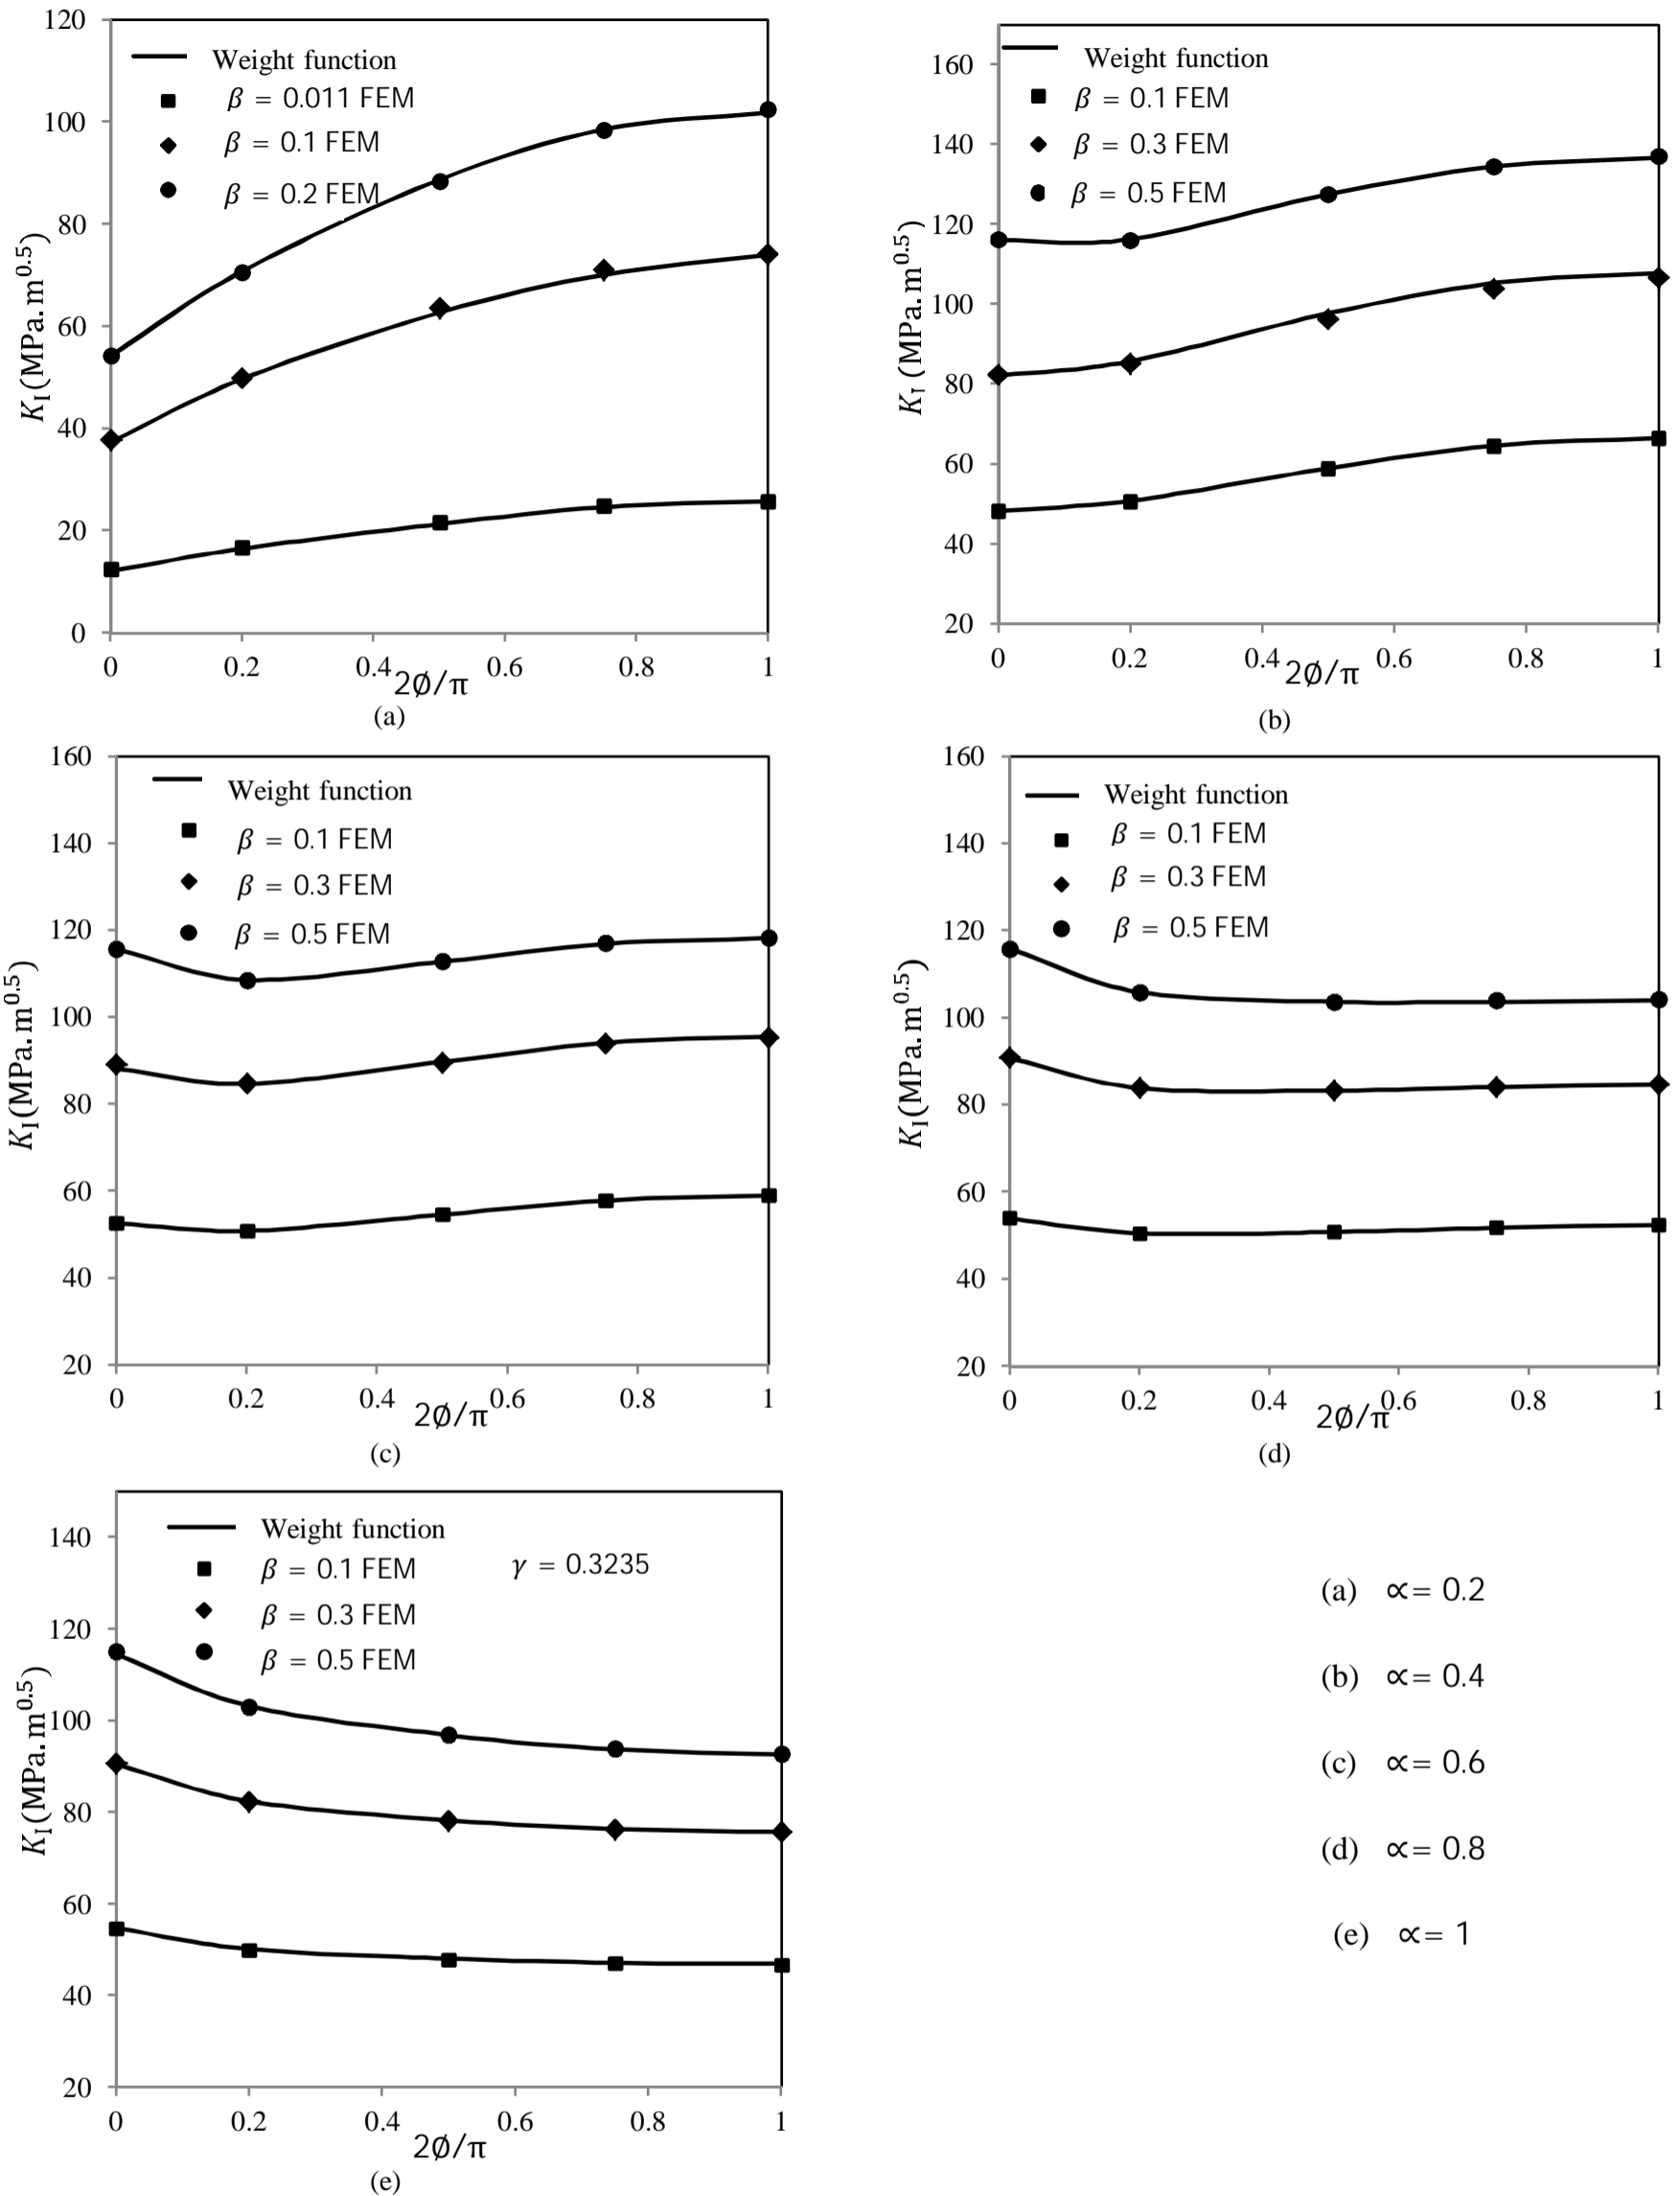 120
100
80
60
40
20
0
K_I(MPa.m^0.5)
Weight function
β = 0.011 FEM
β = 0.1 FEM
β = 0.2 FEM
0 0.2 0.4 0.6 0.8 1
2∅/π
(a)
160
140
120
100
80
60
40
20
K_I (MPa.m^0.5)
Weight function
β = 0.1 FEM
β = 0.3 FEM
β = 0.5 FEM
0 0.2 0.4 0.6 0.8 1
2∅/π
(b)
160
140
120
100
80
60
40
20
K_I(MPa.m^0.5)
Weight function
β = 0.1 FEM
β = 0.3 FEM
β = 0.5 FEM
0 0.2 0.4 0.6 0.8 1
2∅/π
(c)
160
140
120
100
80
60
40
20
K_I(MPa.m^0.5)
Weight function
β = 0.1 FEM
β = 0.3 FEM
β = 0.5 FEM
0 0.2 0.4 0.6 0.8 1
2∅/π
(d)
140
120
100
80
60
40
20
K_I(MPa.m^0.5)
Weight function
β = 0.1 FEM γ = 0.3235
β = 0.3 FEM
β = 0.5 FEM
0 0.2 0.4 0.6 0.8 1
2∅/π
(e)
(a) ∝= 0.2
(b) ∝= 0.4
(c) ∝= 0.6
(d) ∝= 0.8
(e) ∝= 1